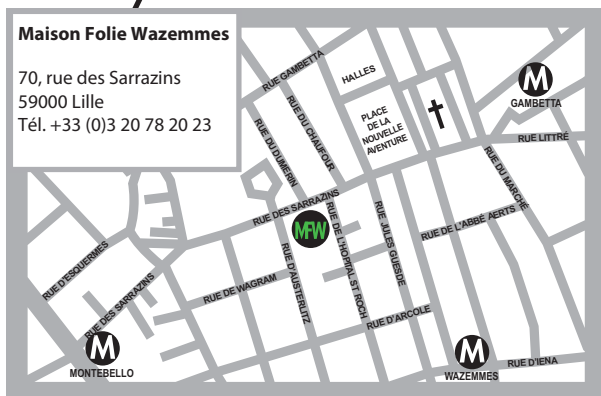 Maison Folie Wazemmes
70, rue des Sarrazins
59000 Lille
Tél. +33 (0)3 20 78 20 23
RUE GAMBETTA
HALLES
M
GAMBETTA
PLACE
DE LA
NOUVELLE
AVENTURE
RUE DU CHAUFOUR
RUE DU DUMERIN
RUE LITTRÉ
RUE DU MARCHÉ
RUE DES SARRAZINS
MFW
RUE DE L'HOPITAL ST ROCH
RUE JULES GUESDE
RUE DE L'ABBÉ AERTS
RUE D'AUSTERLITZ
RUE D'ESQUERMES
RUE DES SARRAZINS
RUE DE WAGRAM
RUE D'ARCOLE
M
MONTEBELLO
M
WAZEMMES
RUE D'IENA